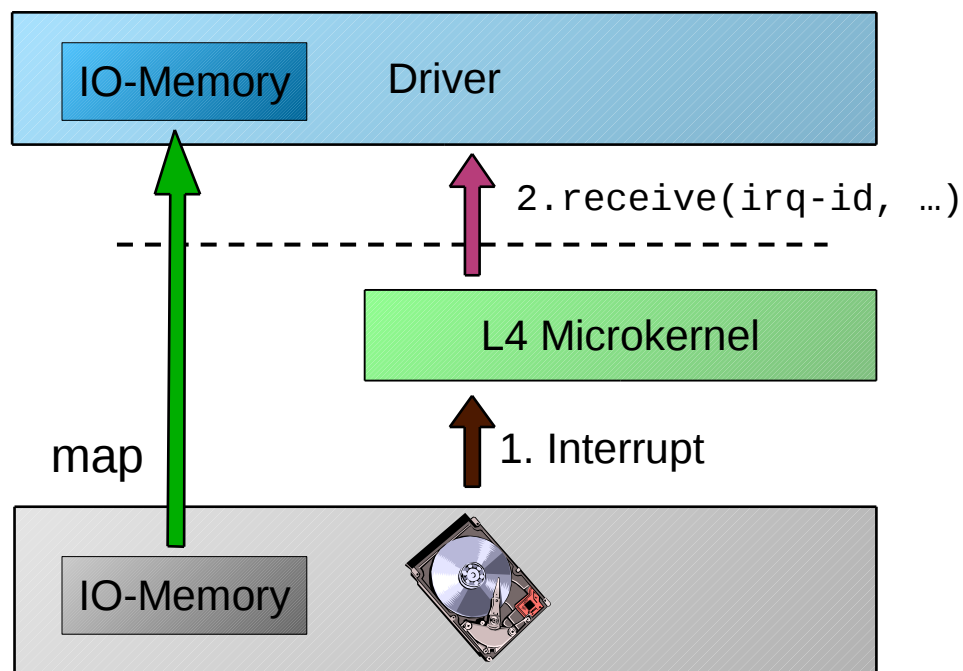 IO-Memory
Driver
2.receive(irq-id, …)
L4 Microkernel
map
1. Interrupt
IO-Memory